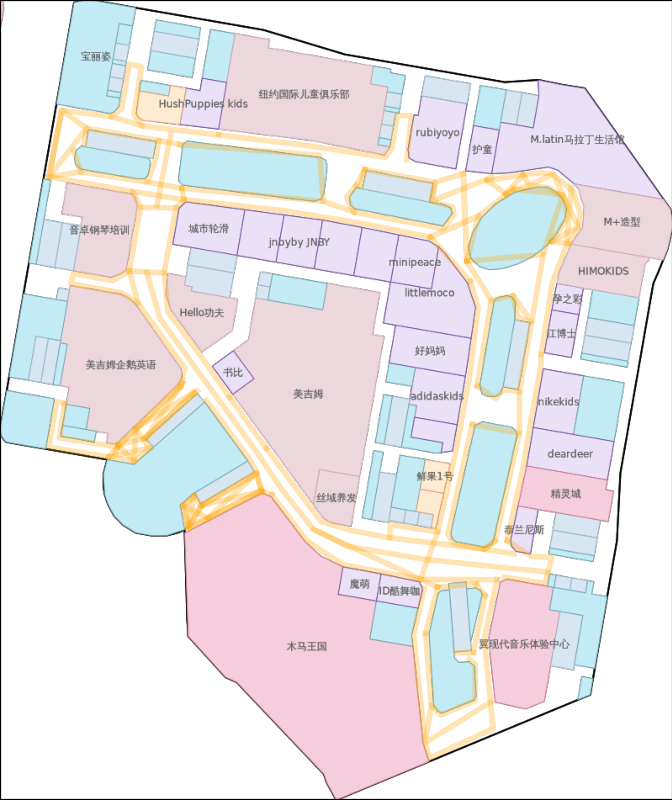 宝丽姿
HushPuppies kids
纽约国际儿童俱乐部
rubiyoyo
护童
M.latin马拉丁生活馆
音卓钢琴培训
城市轮滑
jnbyby JNBY
minipeace
littlemoco
M+造型
HIMOKIDS
Hello功夫
孕之彩
江博士
好妈妈
美吉姆企鹅英语
书比
美吉姆
adidaskids
nikekids
deardeer
鲜果1号
丝域养发
精灵城
泰兰尼斯
魔萌
ID酷舞咖
木马王国
翼现代音乐体验中心